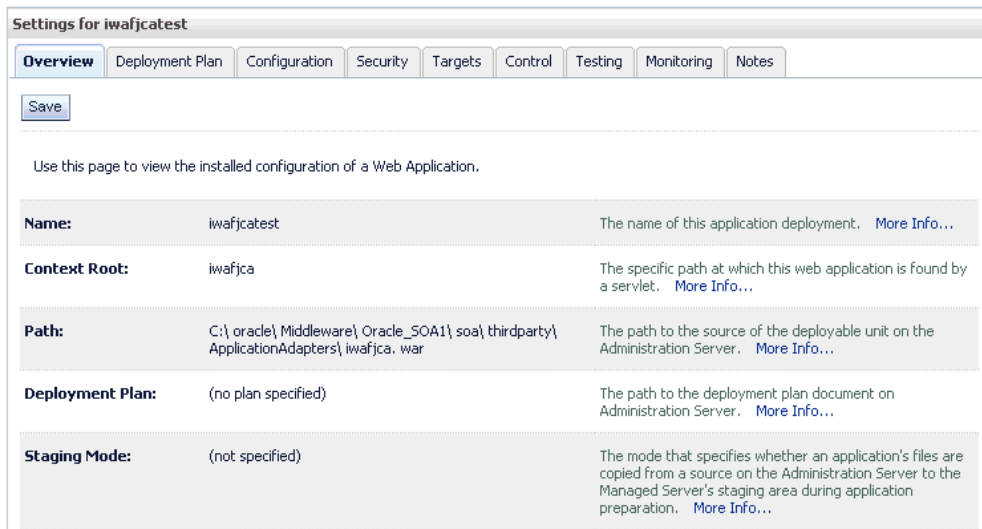 Settings for iwafjcatest
Overview Deployment Plan Configuration Security Targets Control Testing Monitoring Notes
Save
Use this page to view the installed configuration of a Web Application.
Name: iwafjcatest The name of this application deployment. More Info...
Context Root: iwafjca The specific path at which this web application is found by
a servlet. More Info...
Path: C:\ oracle\ Middleware\ Oracle_SOA1\ soa\ thirdparty\ The path to the source of the deployable unit on the
ApplicationAdapters\ iwafjca. war Administration Server. More Info...
Deployment Plan: (no plan specified) The path to the deployment plan document on
Administration Server. More Info...
Staging Mode: (not specified) The mode that specifies whether an application's files are
copied from a source on the Administration Server to the
Managed Server's staging area during application
preparation. More Info...